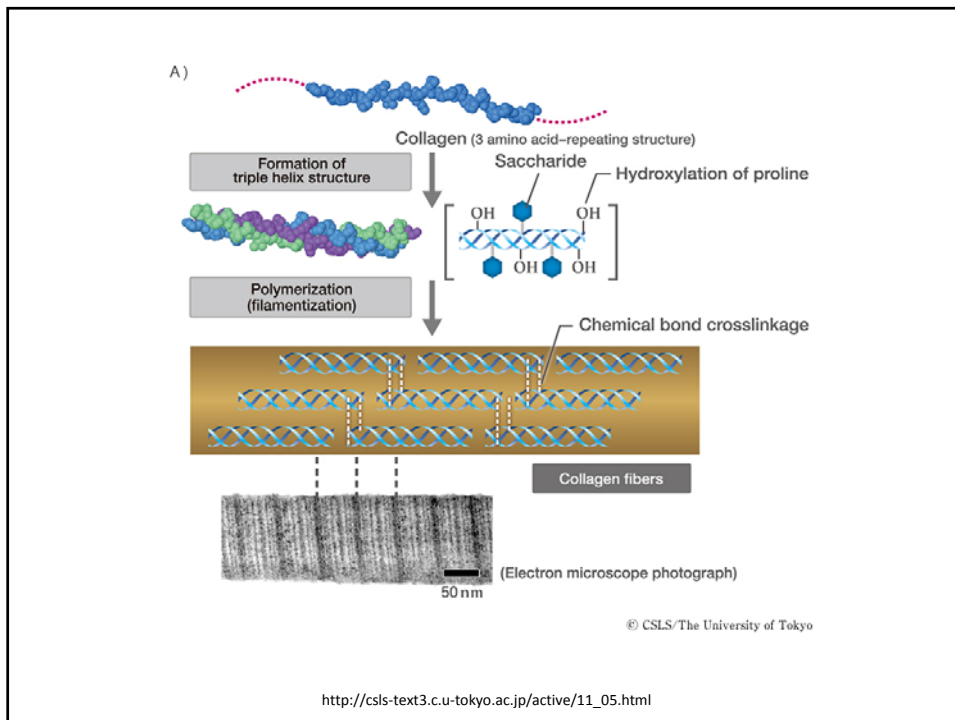 A)
Collagen (3 amino acid–repeating structure)
Formation of
triple helix structure
Saccharide
Hydroxylation of proline
OH
OH
OH
OH
Polymerization
(filamentization)
Chemical bond crosslinkage
Collagen fibers
50 nm
(Electron microscope photograph)
© CSLS/The University of Tokyo
http://csls-text3.c.u-tokyo.ac.jp/active/11_05.html